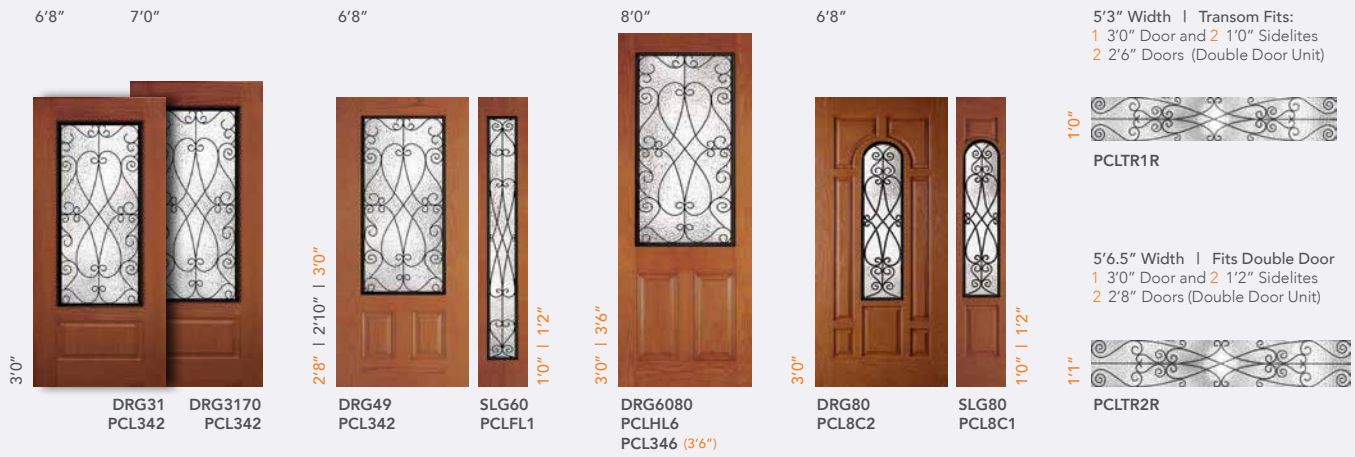 6’8” 7’0”
3’0”
DRG31 DRG3170
PCL342 PCL342
6’8”
2’8” | 2’10” | 3’0”
DRG49
PCL342
1’0” | 1’2”
SLG60
PCLFL1
8’0”
3’0” | 3’6”
DRG6080
PCLHL6
PCL346 (3’6”)
6’8”
3’0”
DRG80
PCL8C2
1’0” | 1’2”
SLG80
PCL8C1
5’3” Width | Transom Fits:
1 3’0” Door and 2 1’0” Sidelites
2 2’6” Doors (Double Door Unit)
1’0”
PCLTR1R
5’6.5” Width | Fits Double Door
1 3’0” Door and 2 1’2” Sidelites
2 2’8” Doors (Double Door Unit)
1’1”
PCLTR2R